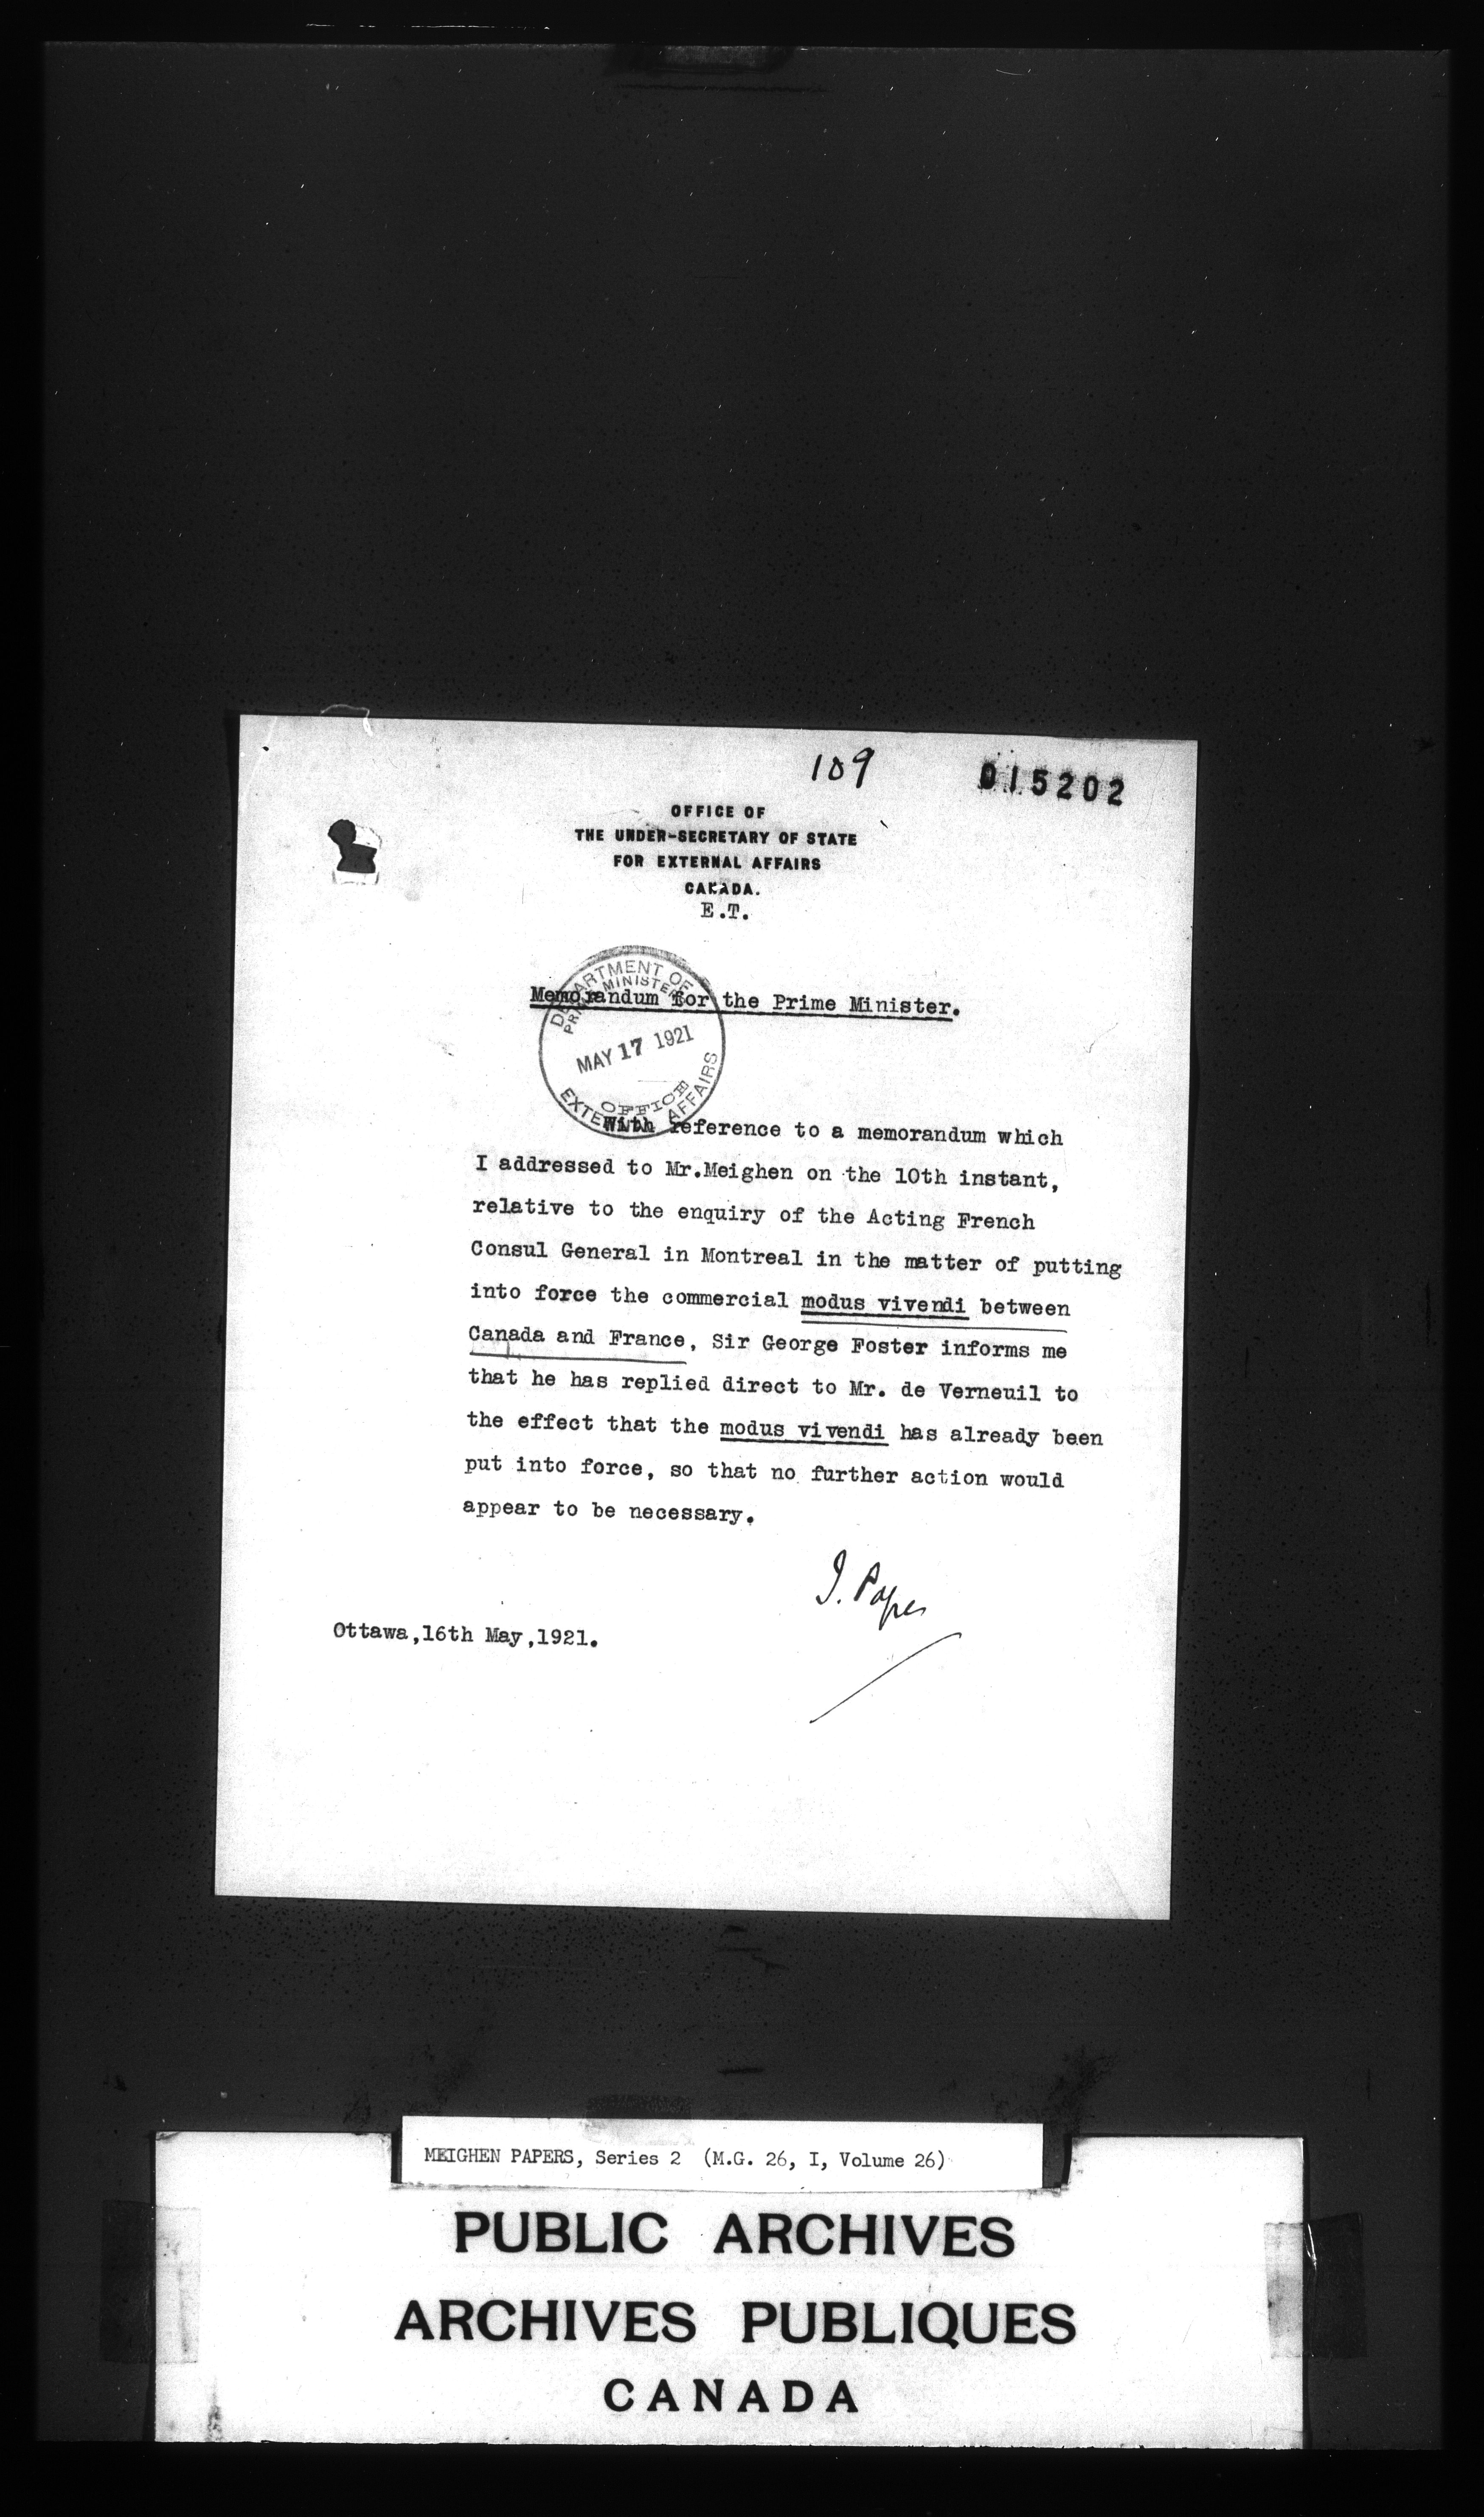 109
015202
OFFICE OF
THE UNDER-SECRETARY OF STATE
FOR EXTERNAL AFFAIRS
CANADA.
E.T.
Memorandum for the Prime Minister.
DEPARTMENT OF
PRIME MINISTER
MAY 17 1921
OFFICE
EXTERNAL AFFAIRS
With reference to a memorandum which
I addressed to Mr.Meighen on the 10th instant,
relative to the enquiry of the Acting French
Consul General in Montreal in the matter of putting
into force the commercial modus vivendi between
Canada and France, Sir George Foster informs me
that he has replied direct to Mr. de Verneuil to
the effect that the modus vivendi has already been
put into force, so that no further action would
appear to be necessary.
J. Pope
Ottawa,16th May,1921.
MEIGHEN PAPERS, Series 2 (M.G. 26, I, Volume 26)
PUBLIC ARCHIVES
ARCHIVES PUBLIQUES
CANADA